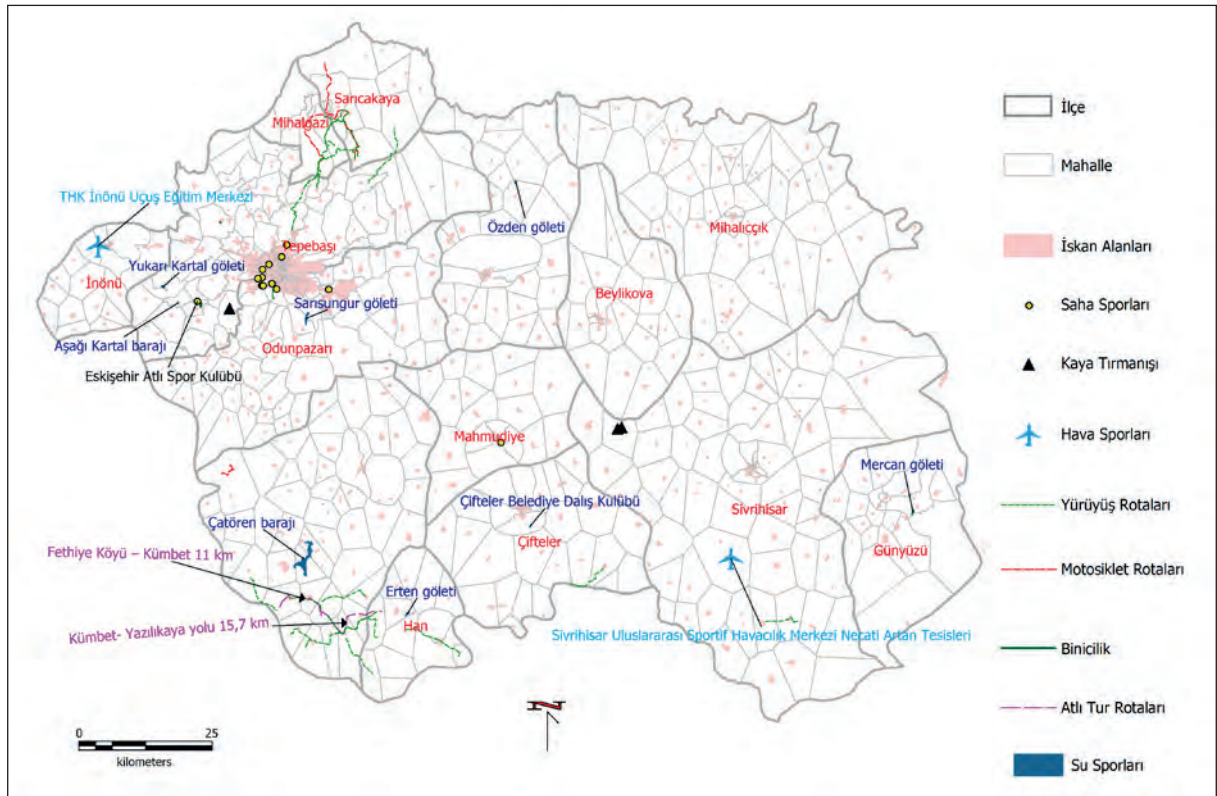 Sarıcakaya
Mihalgazi
THK İnönü Uçuş Eğitim Merkezi
Özden göleti
Mihalıççık
Tepebaşı
Yukarı Kartal göleti
İnönü
Beylikova
Sarısungur göleti
Aşağı Kartal barajı
Odunpazarı
Eskişehir Atlı Spor Kulübü
Mahmudiye
Mercan göleti
Çifteler Belediye Dalış Kulübü
Sivrihisar
Çatören barajı
Çifteler
Günyüzü
Fethiye Köyü – Kümbet 11 km
Erten göleti
Kümbet- Yazılıkaya yolu 15,7 km
Han
Sivrihisar Uluslararası Sportif Havacılık Merkezi Necati Artan Tesisleri
0 25
kilometers
N
İlçe
Mahalle
İskan Alanları
Saha Sporları
Kaya Tırmanışı
Hava Sporları
Yürüyüş Rotaları
Motosiklet Rotaları
Binicilik
Atlı Tur Rotaları
Su Sporları